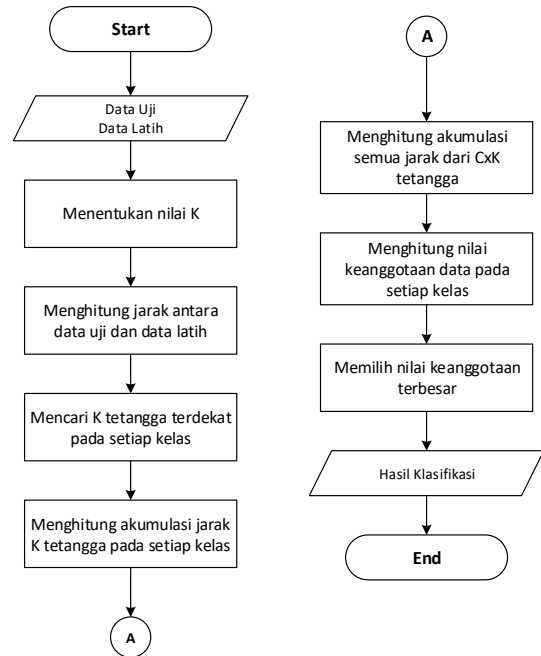 Start
Data Uji
Data Latih
Menentukan nilai K
Menghitung jarak antara
data uji dan data latih
Mencari K tetangga terdekat
pada setiap kelas
Menghitung akumulasi jarak
K tetangga pada setiap kelas
A
A
Menghitung akumulasi
semua jarak dari CxK
tetangga
Menghitung nilai
keanggotaan data pada
setiap kelas
Memilih nilai keanggotaan
terbesar
Hasil Klasifikasi
End